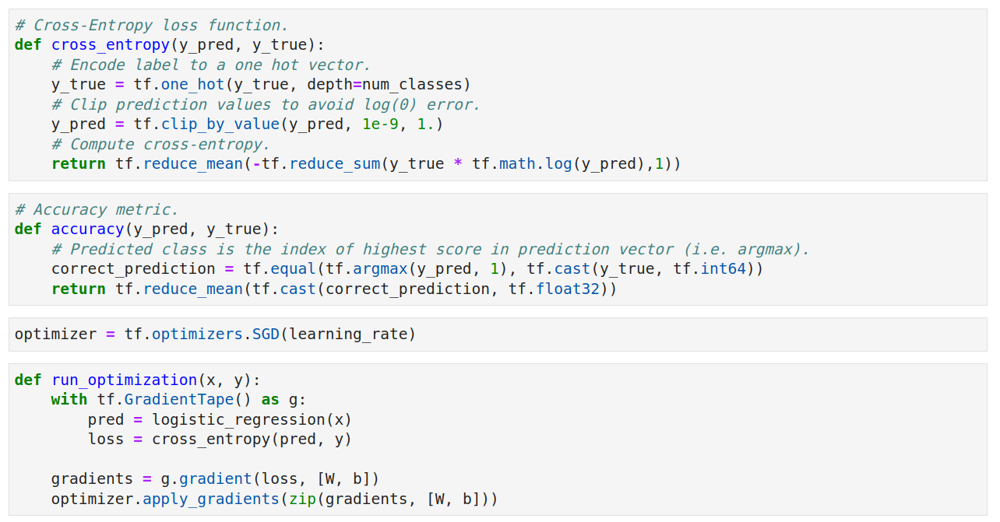 # Cross-Entropy loss function.
def cross_entropy(y_pred, y_true):
    # Encode label to a one hot vector.
    y_true = tf.one_hot(y_true, depth=num_classes)
    # Clip prediction values to avoid log(0) error.
    y_pred = tf.clip_by_value(y_pred, 1e-9, 1.)
    # Compute cross-entropy.
    return tf.reduce_mean(-tf.reduce_sum(y_true * tf.math.log(y_pred),1))
# Accuracy metric.
def accuracy(y_pred, y_true):
    # Predicted class is the index of highest score in prediction vector (i.e. argmax).
    correct_prediction = tf.equal(tf.argmax(y_pred, 1), tf.cast(y_true, tf.int64))
    return tf.reduce_mean(tf.cast(correct_prediction, tf.float32))
optimizer = tf.optimizers.SGD(learning_rate)
def run_optimization(x, y):
    with tf.GradientTape() as g:
        pred = logistic_regression(x)
        loss = cross_entropy(pred, y)
    gradients = g.gradient(loss, [W, b])
    optimizer.apply_gradients(zip(gradients, [W, b]))